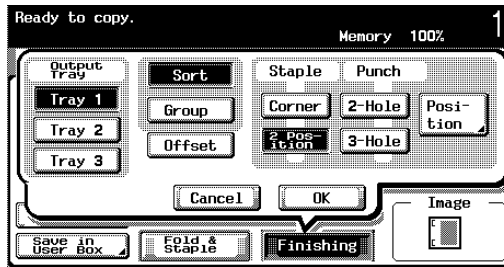 Ready to copy.
1
Memory 100%
Output
Tray
Sort
Staple
Punch
Tray 1
Group
Corner
2-Hole
Posi-
tion
Tray 2
Offset
2 Pos-
ition
3-Hole
Tray 3
Cancel
OK
Image
Save in
User Box
Fold &
Staple
Finishing